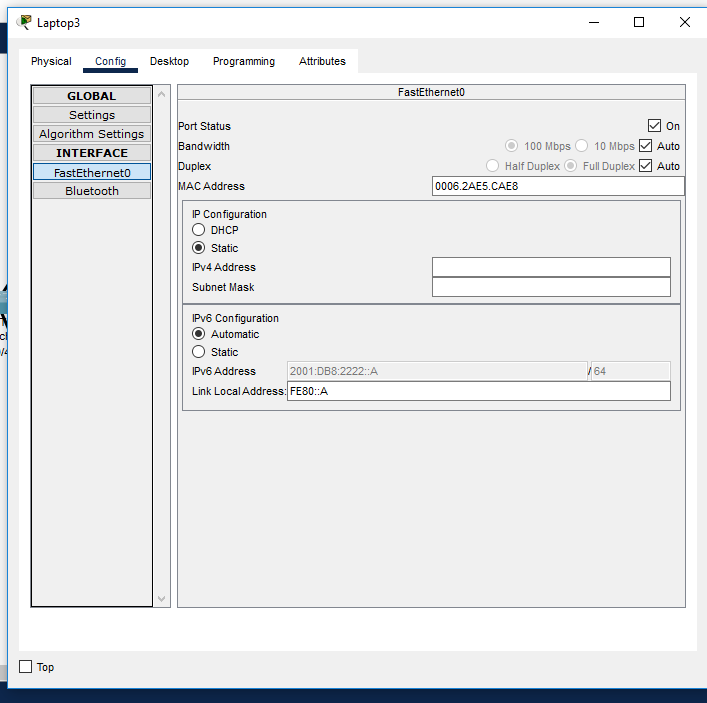 Laptop3
Physical Config Desktop Programming Attributes
GLOBAL
Settings
Algorithm Settings
INTERFACE
FastEthernet0
Bluetooth
FastEthernet0
Port Status On
Bandwidth 100 Mbps 10 Mbps Auto
Duplex Half Duplex Full Duplex Auto
MAC Address 0006.2AE5.CAE8
IP Configuration
DHCP
Static
IPv4 Address
Subnet Mask
IPv6 Configuration
Automatic
Static
IPv6 Address 2001:DB8:2222::A / 64
Link Local Address: FE80::A
Top